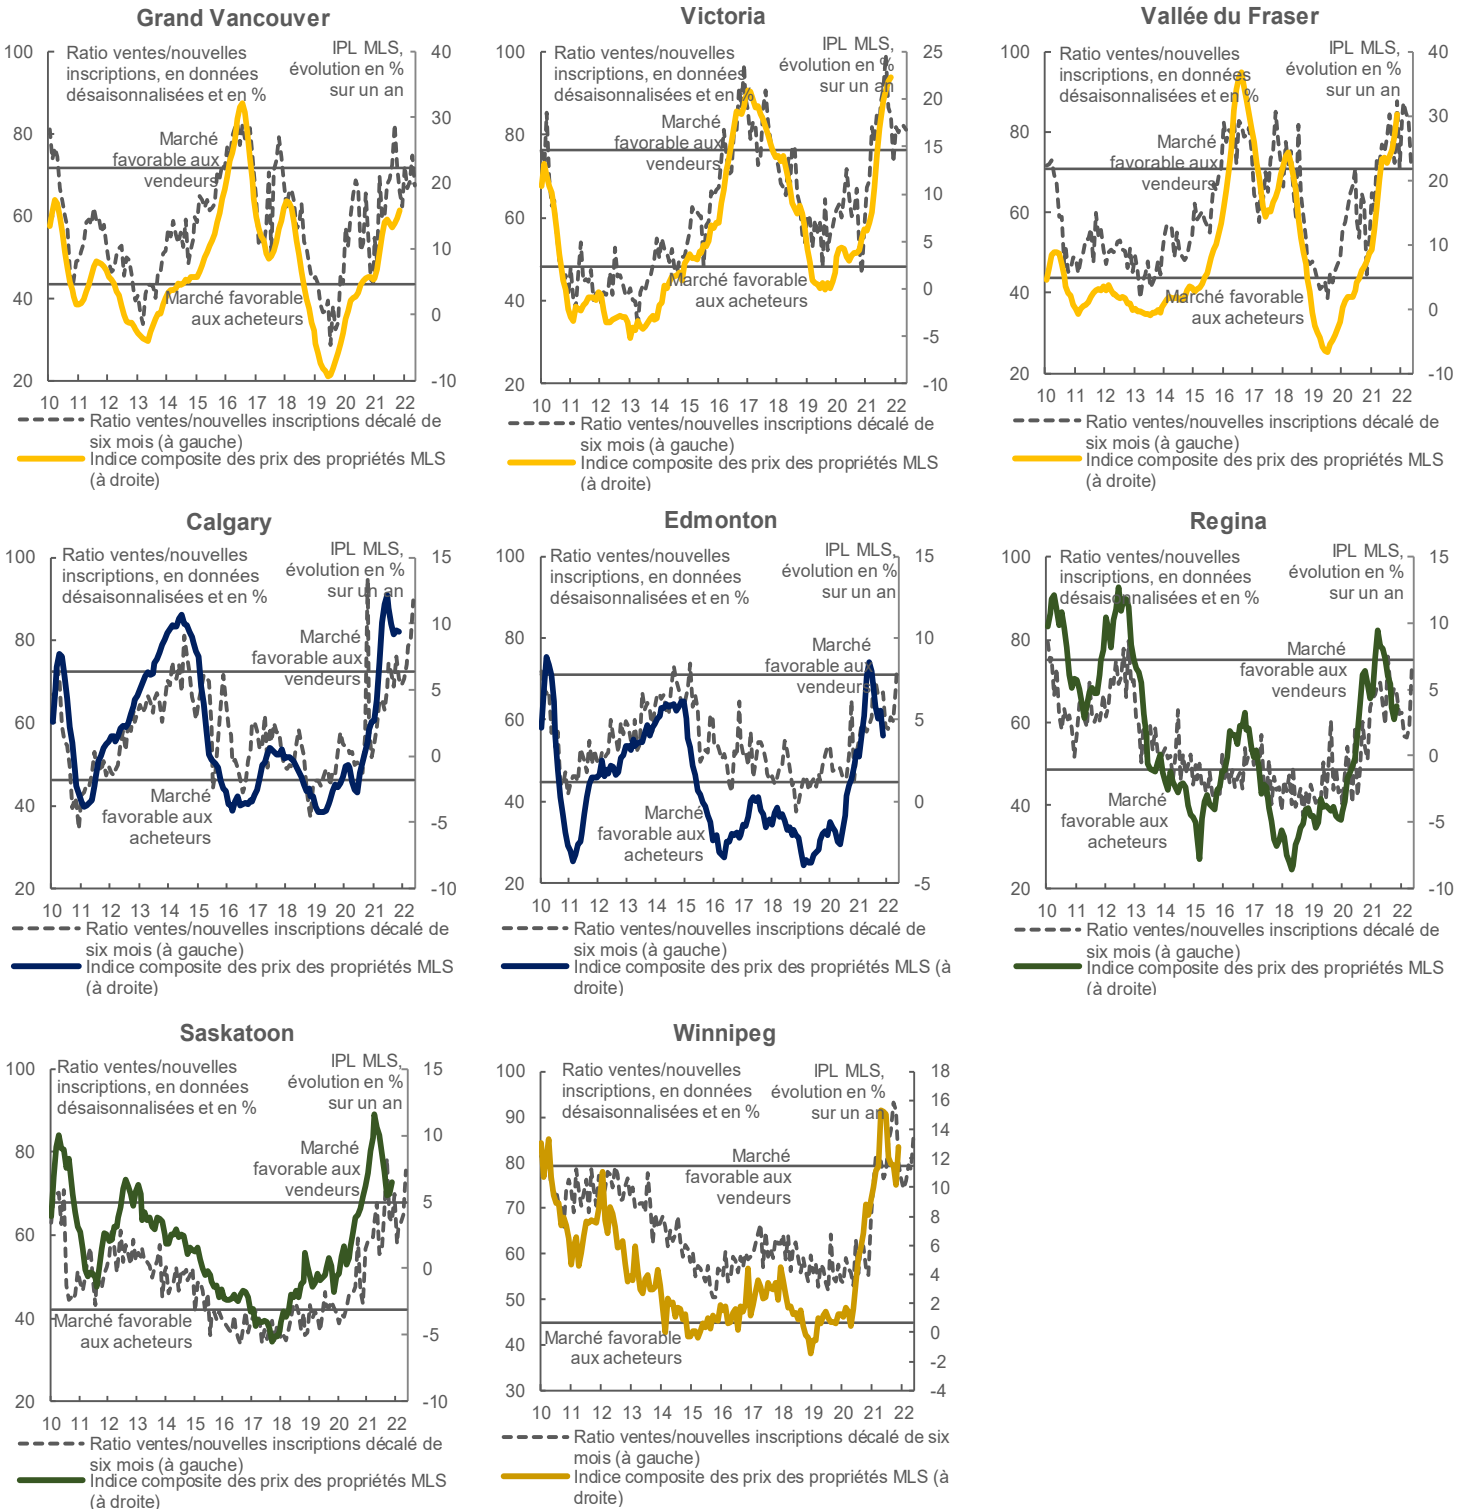 Grand Vancouver
Ratio ventes/nouvelles
inscriptions, en données
désaisonnalisées et en %
IPL MLS,
évolution en %
sur un an
Marché
favorable aux
vendeurs
Marché favorable
aux acheteurs
100
80
60
40
20
40
30
20
10
0
-10
10 11 12 13 14 15 16 17 18 19 20 21 22
Ratio ventes/nouvelles inscriptions décalé de
six mois (à gauche)
Indice composite des prix des propriétés MLS
(à droite)
Victoria
Ratio ventes/nouvelles
inscriptions, en données
désaisonnalisées et en %
IPL MLS,
évolution en %
sur un an
Marché
favorable aux
vendeurs
Marché favorable
aux acheteurs
100
80
60
40
20
25
20
15
10
5
0
-5
-10
10 11 12 13 14 15 16 17 18 19 20 21 22
Ratio ventes/nouvelles inscriptions décalé de
six mois (à gauche)
Indice composite des prix des propriétés MLS
(à droite)
Vallée du Fraser
Ratio ventes/nouvelles
inscriptions, en données
désaisonnalisées et en %
IPL MLS,
évolution en %
sur un an
Marché
favorable aux
vendeurs
Marché favorable
aux acheteurs
100
80
60
40
20
40
30
20
10
0
-10
10 11 12 13 14 15 16 17 18 19 20 21 22
Ratio ventes/nouvelles inscriptions décalé de
six mois (à gauche)
Indice composite des prix des propriétés MLS
(à droite)
Calgary
Ratio ventes/nouvelles
inscriptions, en données
désaisonnalisées et en %
IPL MLS,
évolution en %
sur un an
Marché
favorable aux
vendeurs
Marché
favorable aux
acheteurs
100
80
60
40
20
15
10
5
0
-5
-10
10 11 12 13 14 15 16 17 18 19 20 21 22
Ratio ventes/nouvelles inscriptions décalé de
six mois (à gauche)
Indice composite des prix des propriétés MLS
(à droite)
Edmonton
Ratio ventes/nouvelles
inscriptions, en données
désaisonnalisées et en %
IPL MLS,
évolution en %
sur un an
Marché
favorable aux
vendeurs
Marché
favorable aux
acheteurs
100
80
60
40
20
15
10
5
0
-5
10 11 12 13 14 15 16 17 18 19 20 21 22
Ratio ventes/nouvelles inscriptions décalé de
six mois (à gauche)
Indice composite des prix des propriétés MLS (à
droite)
Regina
Ratio ventes/nouvelles
inscriptions, en données
désaisonnalisées et en %
IPL MLS,
évolution en %
sur un an
Marché
favorable aux
vendeurs
Marché
favorable aux
acheteurs
100
80
60
40
20
15
10
5
0
-5
-10
10 11 12 13 14 15 16 17 18 19 20 21 22
Ratio ventes/nouvelles inscriptions décalé de
six mois (à gauche)
Indice composite des prix des propriétés MLS
(à droite)
Saskatoon
Ratio ventes/nouvelles
inscriptions, en données
désaisonnalisées et en %
IPL MLS,
évolution en %
sur un an
Marché
favorable aux
vendeurs
Marché favorable
aux acheteurs
100
80
60
40
20
15
10
5
0
-5
-10
10 11 12 13 14 15 16 17 18 19 20 21 22
Ratio ventes/nouvelles inscriptions décalé de
six mois (à gauche)
Indice composite des prix des propriétés MLS
(à droite)
Winnipeg
Ratio ventes/nouvelles
inscriptions, en données
désaisonnalisées et en %
IPL MLS,
évolution en %
sur un an
Marché
favorable aux
vendeurs
Marché favorable
aux acheteurs
100
90
80
70
60
50
40
30
18
16
14
12
10
8
6
4
2
0
-2
-4
10 11 12 13 14 15 16 17 18 19 20 21 22
Ratio ventes/nouvelles inscriptions décalé de six
mois (à gauche)
Indice composite des prix des propriétés MLS (à
droite)